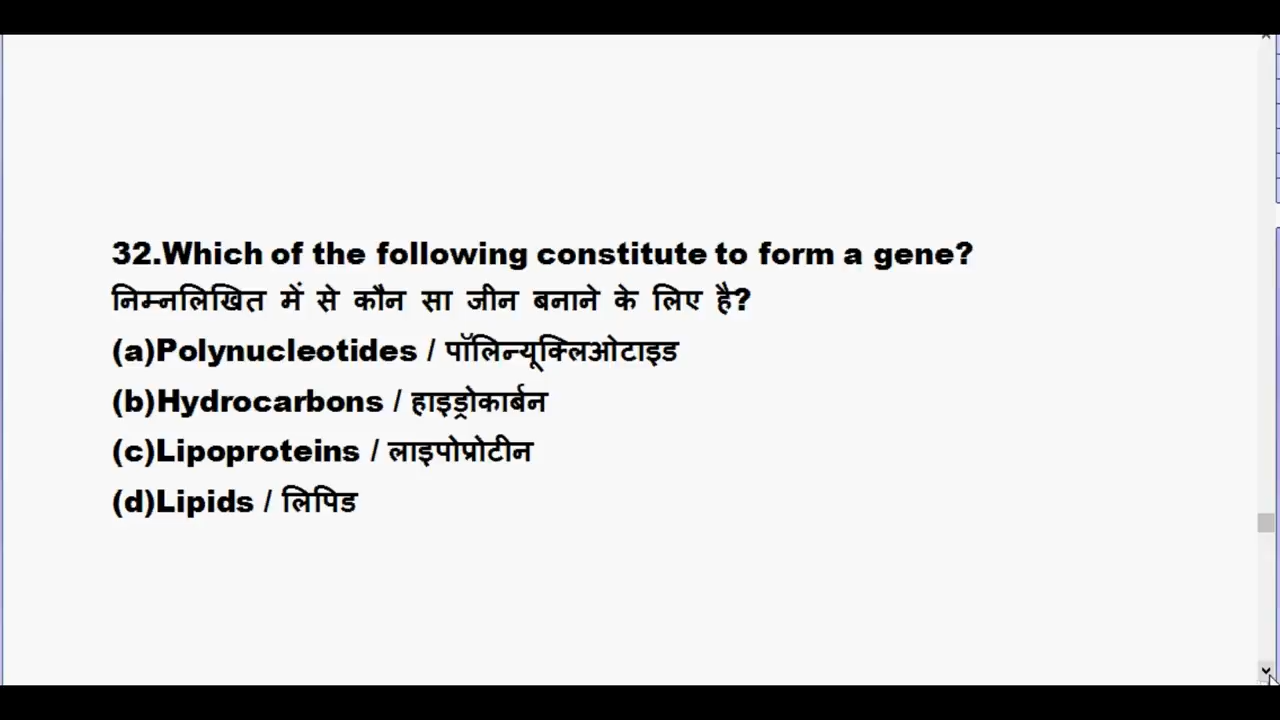 32.Which of the following constitute to form a gene?
निम्नलिखित में से कौन सा जीन बनाने के लिए है?
(a)Polynucleotides / पॉलिन्यूक्लिओटाइड
(b)Hydrocarbons / हाइड्रोकार्बन
(c)Lipoproteins / लाइपोप्रोटीन
(d)Lipids / लिपिड